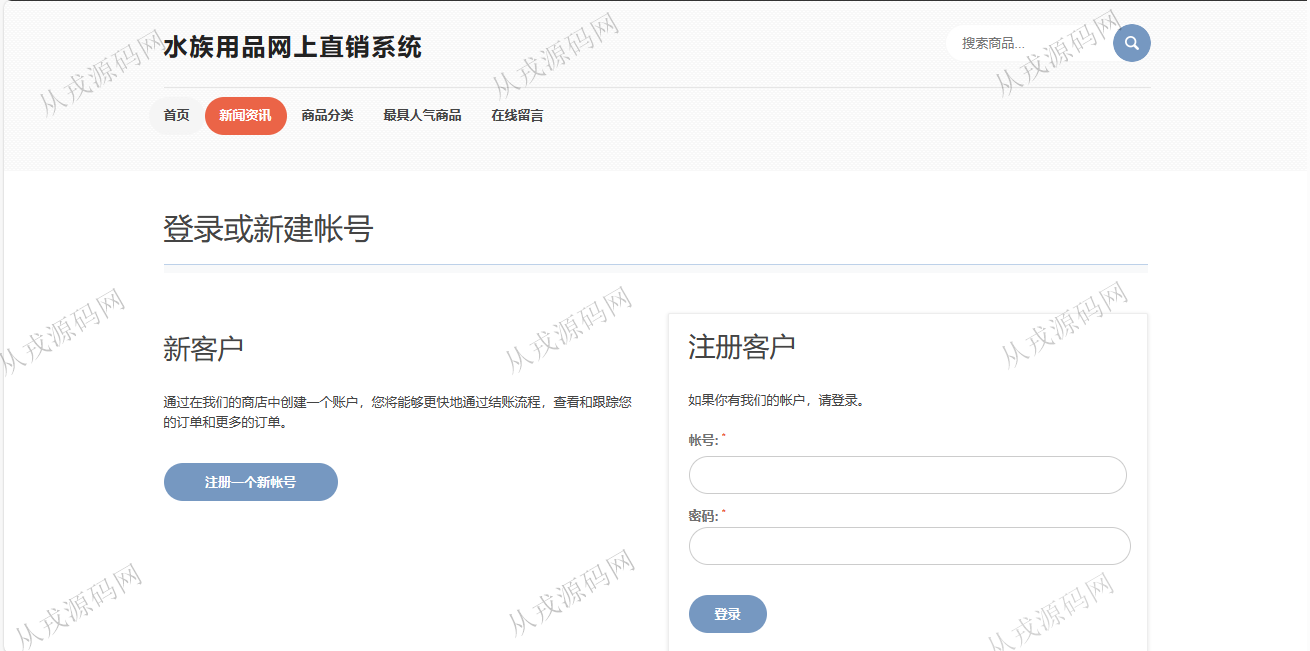 水族用品网上直销系统
搜索商品...
首页 新闻资讯 商品分类 最具人气商品 在线留言
登录或新建帐号
新客户
通过在我们的商店中创建一个账户，您将能够更快地通过结账流程，查看和跟踪您
的订单和更多的订单。
注册一个新帐号
注册客户
如果你有我们的帐户，请登录。
帐号: *
密码: *
登录
从戎源码网
从戎源码网
从戎源码网
从戎源码网
从戎源码网
从戎源码网
从戎源码网
从戎源码网
从戎源码网